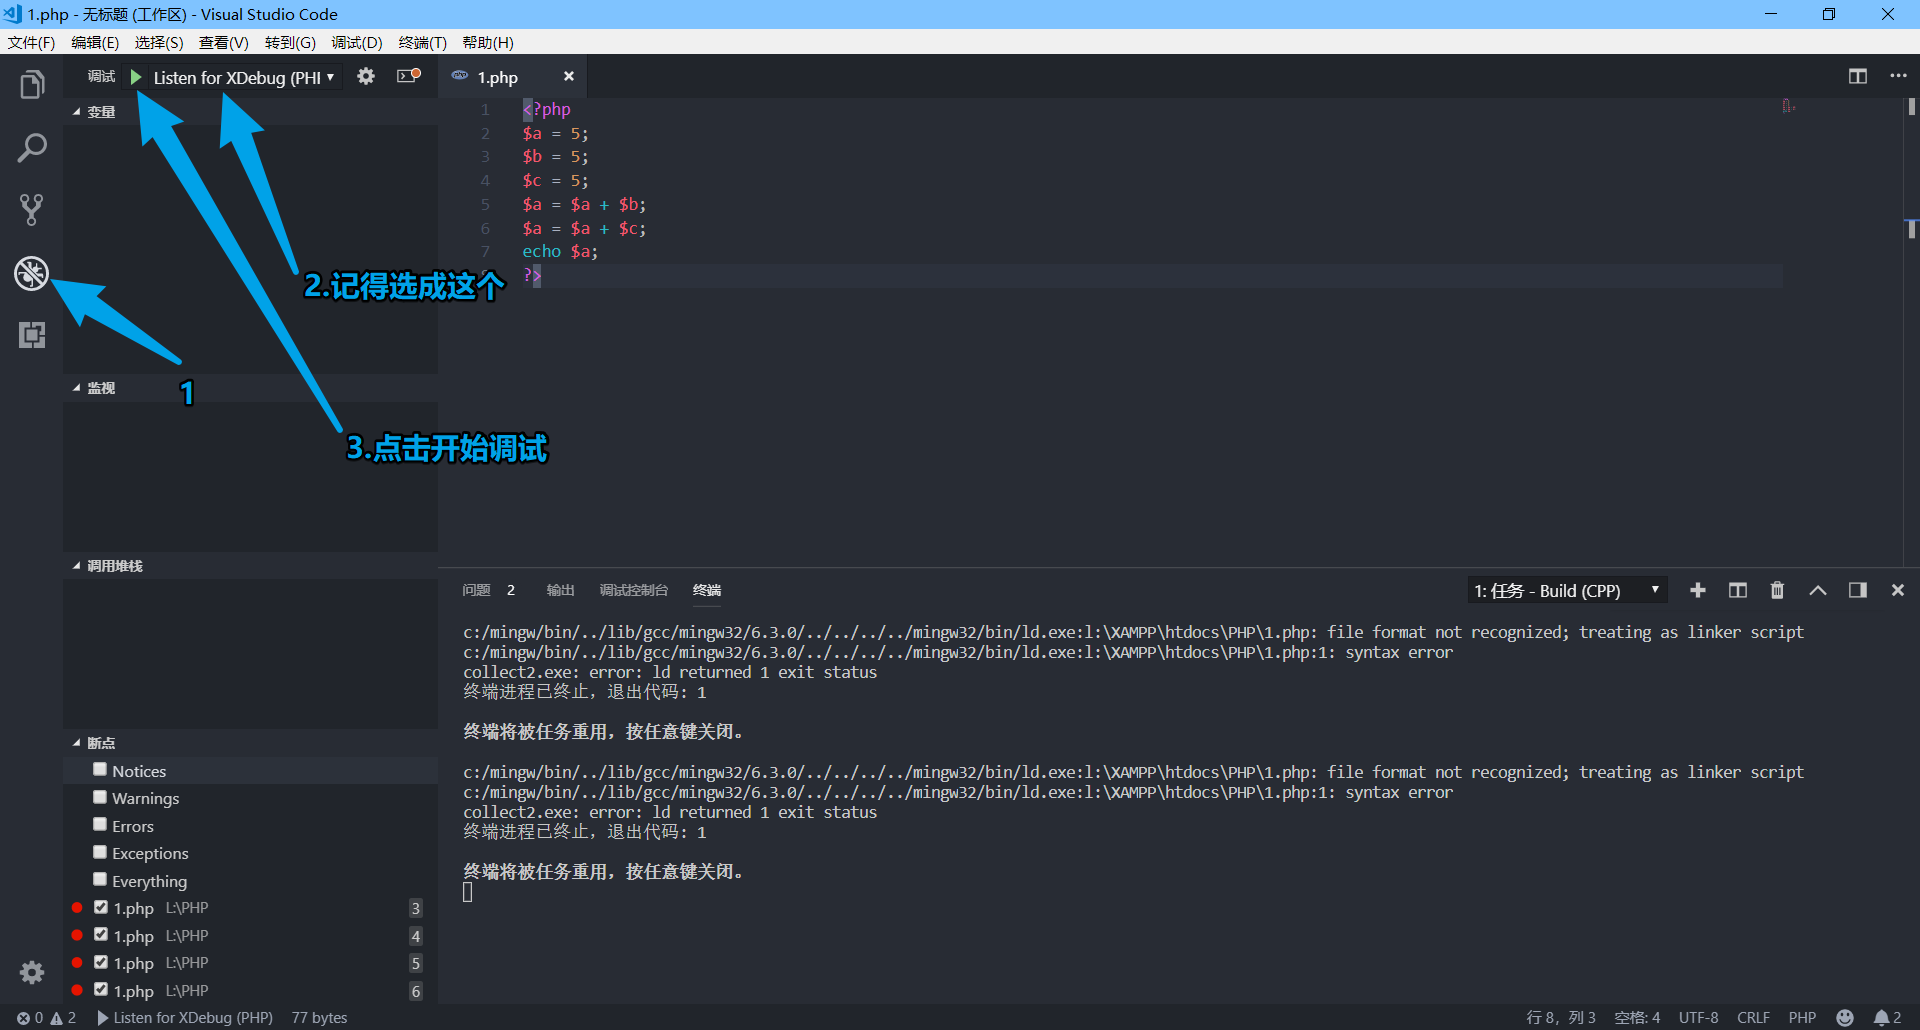 1.php - 无标题 (工作区) - Visual Studio Code
文件(F) 编辑(E) 选择(S) 查看(V) 转到(G) 调试(D) 终端(T) 帮助(H)
调试 Listen for XDebug (PHI
1.php
变量
1 <?php
2 $a = 5;
3 $b = 5;
4 $c = 5;
5 $a = $a + $b;
6 $a = $a + $c;
7 echo $a;
?>
2.记得选成这个
1
3.点击开始调试
监视
调用堆栈
断点
Notices
Warnings
Errors
Exceptions
Everything
1.php L:\PHP 3
1.php L:\PHP 4
1.php L:\PHP 5
1.php L:\PHP 6
问题 2 输出 调试控制台 终端 1: 任务 - Build (CPP)
c:/mingw/bin/../lib/gcc/mingw32/6.3.0/../../../../mingw32/bin/ld.exe:l:\XAMPP\htdocs\PHP\1.php: file format not recognized; treating as linker script
c:/mingw/bin/../lib/gcc/mingw32/6.3.0/../../../../mingw32/bin/ld.exe:l:\XAMPP\htdocs\PHP\1.php:1: syntax error
collect2.exe: error: ld returned 1 exit status
终端进程已终止，退出代码: 1
终端将被任务重用，按任意键关闭。
c:/mingw/bin/../lib/gcc/mingw32/6.3.0/../../../../mingw32/bin/ld.exe:l:\XAMPP\htdocs\PHP\1.php: file format not recognized; treating as linker script
c:/mingw/bin/../lib/gcc/mingw32/6.3.0/../../../../mingw32/bin/ld.exe:l:\XAMPP\htdocs\PHP\1.php:1: syntax error
collect2.exe: error: ld returned 1 exit status
终端进程已终止，退出代码: 1
终端将被任务重用，按任意键关闭。
0 2 Listen for XDebug (PHP) 77 bytes 行 8，列 3 空格: 4 UTF-8 CRLF PHP 2